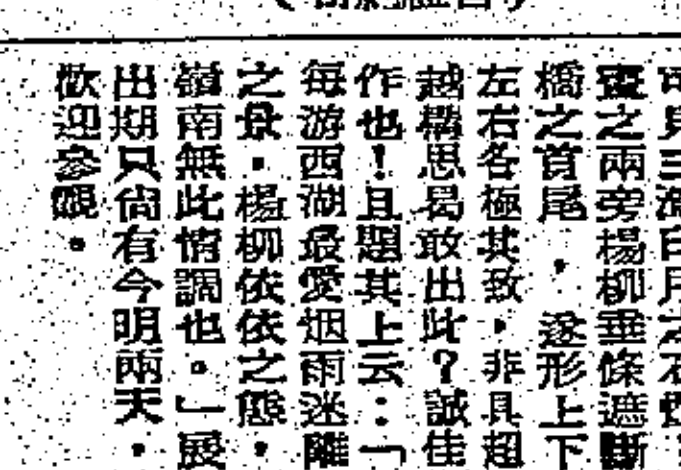 可見三潭印月之石
畫之兩旁楊柳垂條遮斷
橋之首尾，遂形上下
左右各極其致，非具超
越構思曷敢出此？誠佳
作也！且題其上云：「
每游西湖最愛烟雨迷離
之景。楊柳依依之態，
嶺南無此情調也。」展
出期只尚有今明兩天，
歡迎參觀。